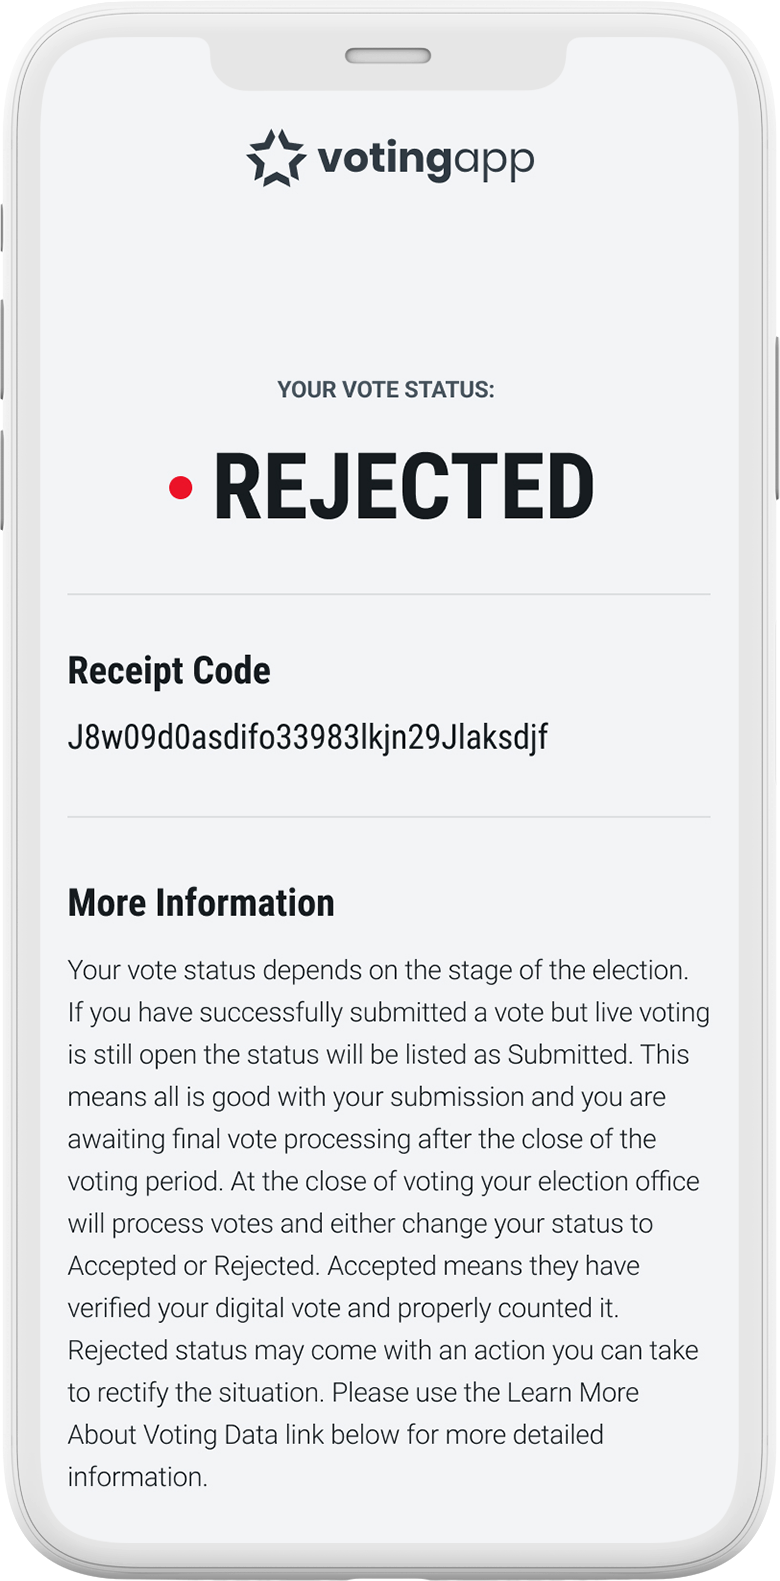 votingapp
YOUR VOTE STATUS:
REJECTED
Receipt Code
J8w09d0asdifo33983lkjn29Jlaksdjf
More Information
Your vote status depends on the stage of the election.
If you have successfully submitted a vote but live voting
is still open the status will be listed as Submitted. This
means all is good with your submission and you are
awaiting final vote processing after the close of the
voting period. At the close of voting your election office
will process votes and either change your status to
Accepted or Rejected. Accepted means they have
verified your digital vote and properly counted it.
Rejected status may come with an action you can take
to rectify the situation. Please use the Learn More
About Voting Data link below for more detailed
information.